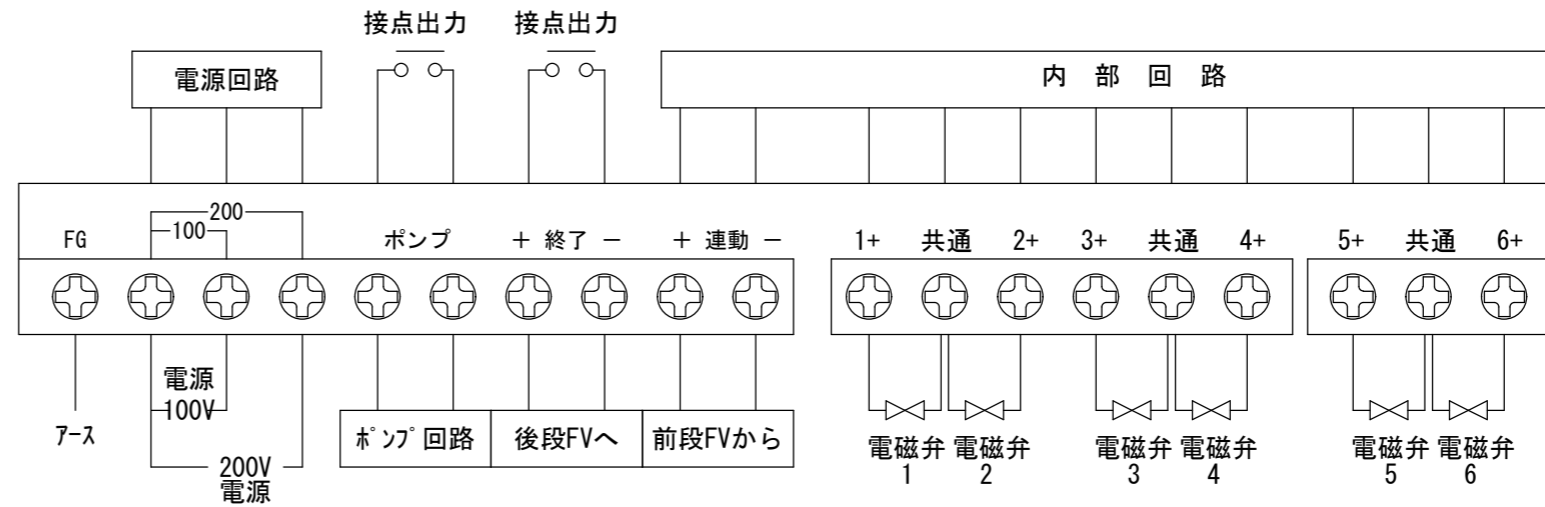 接点出力 接点出力
電源回路 内部回路
200
100
FG ポンプ + 終了 − + 連動 − 1+ 共通 2+ 3+ 共通 4+ 5+ 共通 6+
電源
100V
アース ポンプ回路 後段FVへ 前段FVから 電磁弁 電磁弁 電磁弁 電磁弁 電磁弁 電磁弁
1 2 3 4 5 6
200V
電源